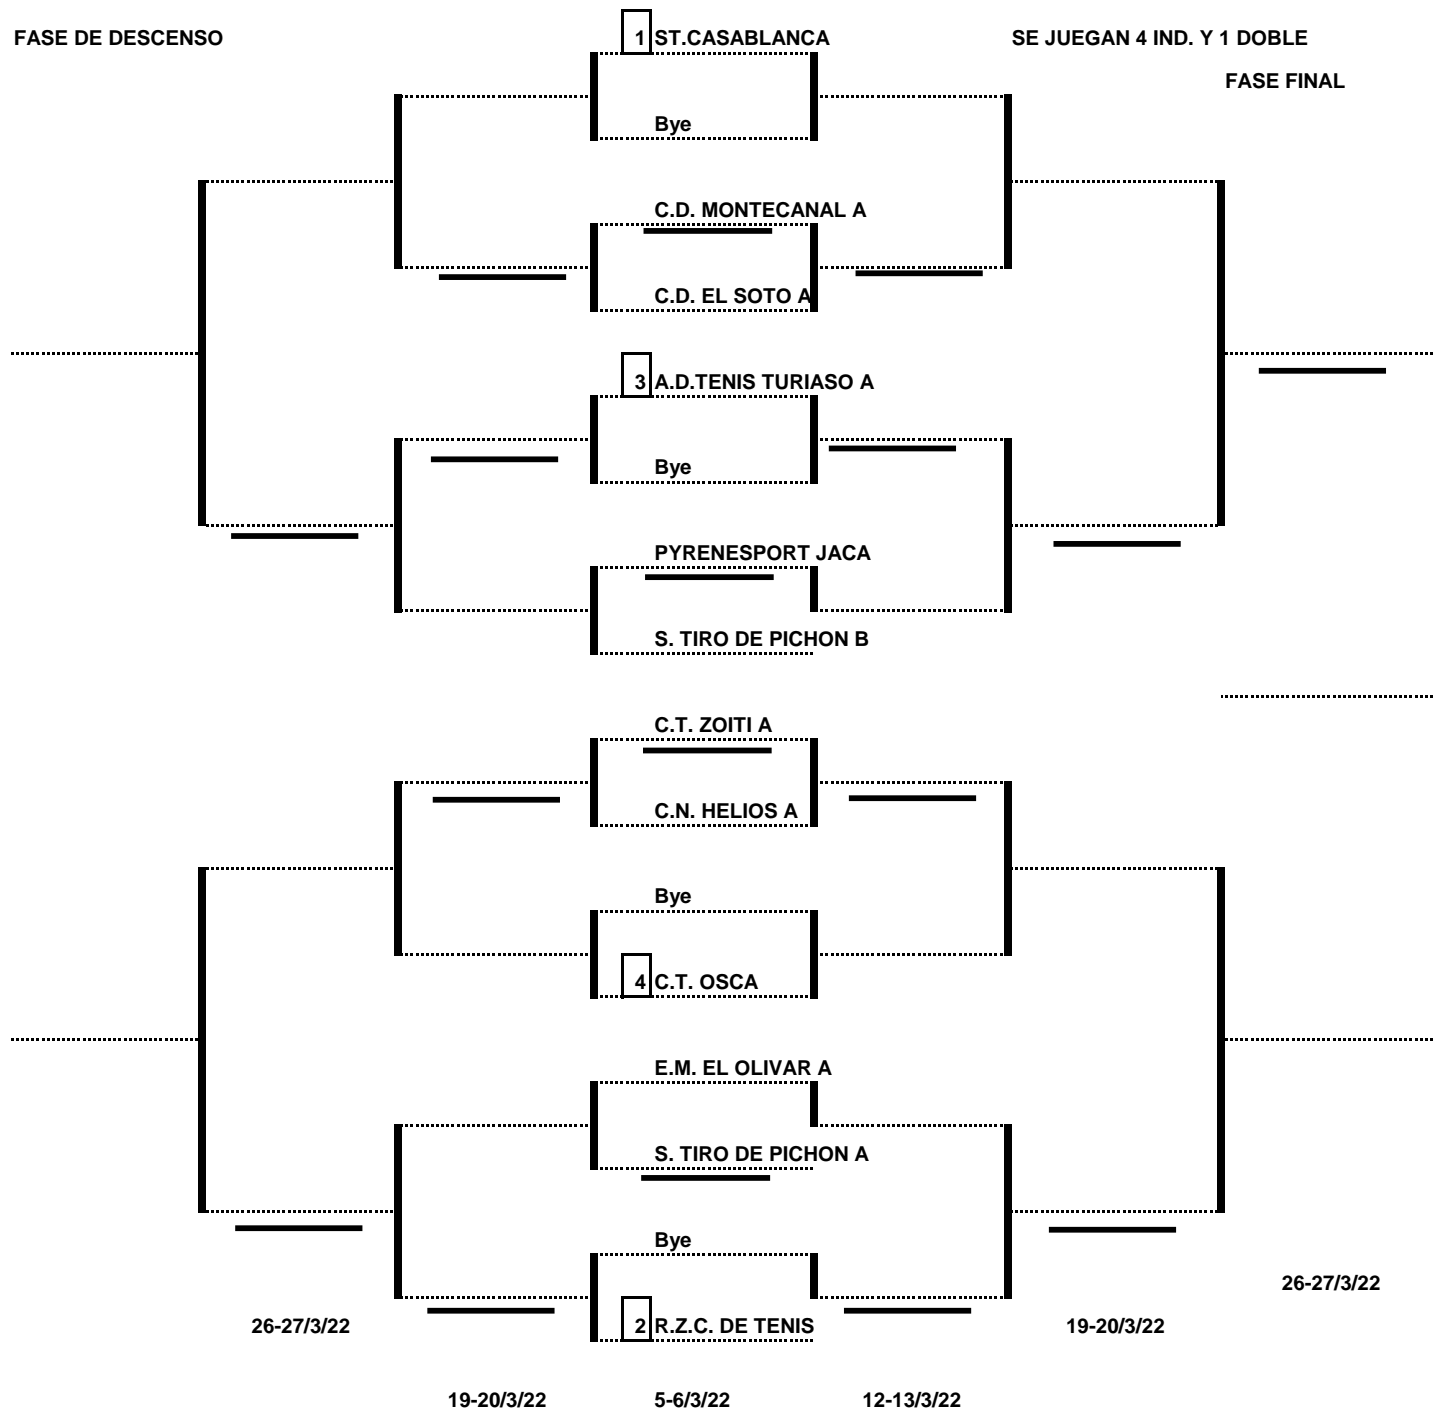 FASE DE DESCENSO
1 ST.CASABLANCA
SE JUEGAN 4 IND. Y 1 DOBLE
FASE FINAL
Bye
C.D. MONTECANAL A
C.D. EL SOTO A
3 A.D.TENIS TURIASO A
Bye
PYRENESPORT JACA
S. TIRO DE PICHON B
C.T. ZOITI A
C.N. HELIOS A
Bye
4 C.T. OSCA
E.M. EL OLIVAR A
S. TIRO DE PICHON A
Bye
26-27/3/22
26-27/3/22
2 R.Z.C. DE TENIS
19-20/3/22
19-20/3/22
5-6/3/22
12-13/3/22